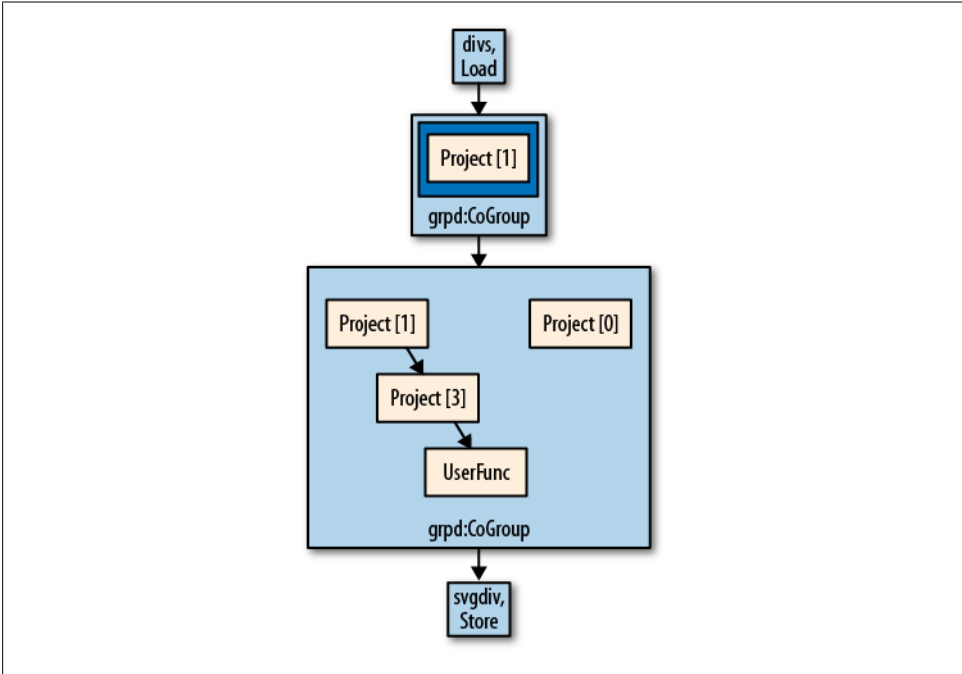 divs,
Load
Project [1]
grpd:CoGroup
Project [1]
Project [0]
Project [3]
UserFunc
grpd:CoGroup
svgdiv,
Store